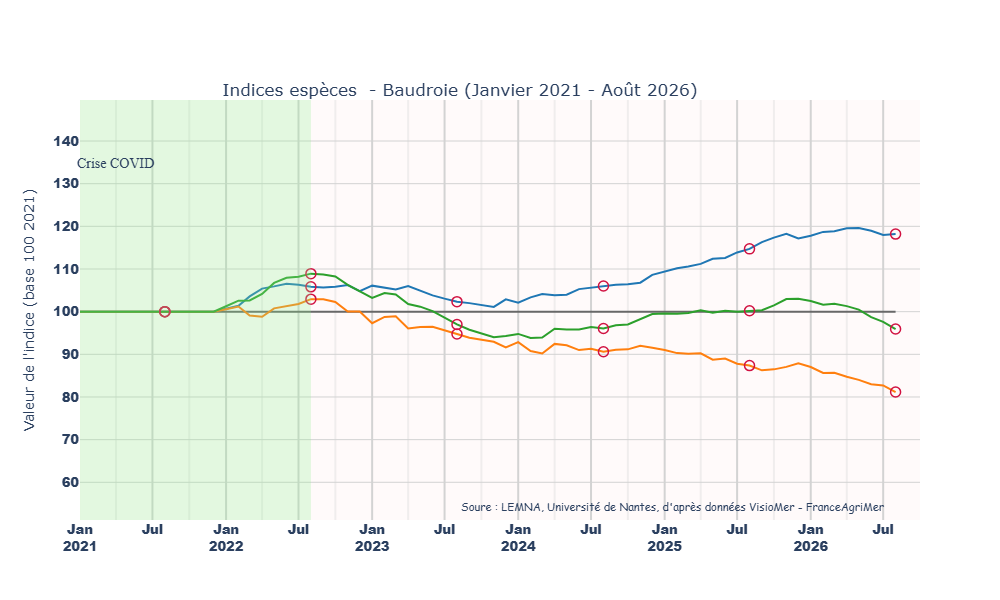 Indices espèces  - Baudroie (Janvier 2021 - Août 2026)
Valeur de l'indice (base 100 2021)
140
Crise COVID
130
120
110
100
90
80
70
60
Soure : LEMNA, Université de Nantes, d'après données VisioMer - FranceAgriMer
Jan Jul Jan Jul Jan Jul Jan Jul Jan Jul Jan Jul
2021 2022 2023 2024 2025 2026